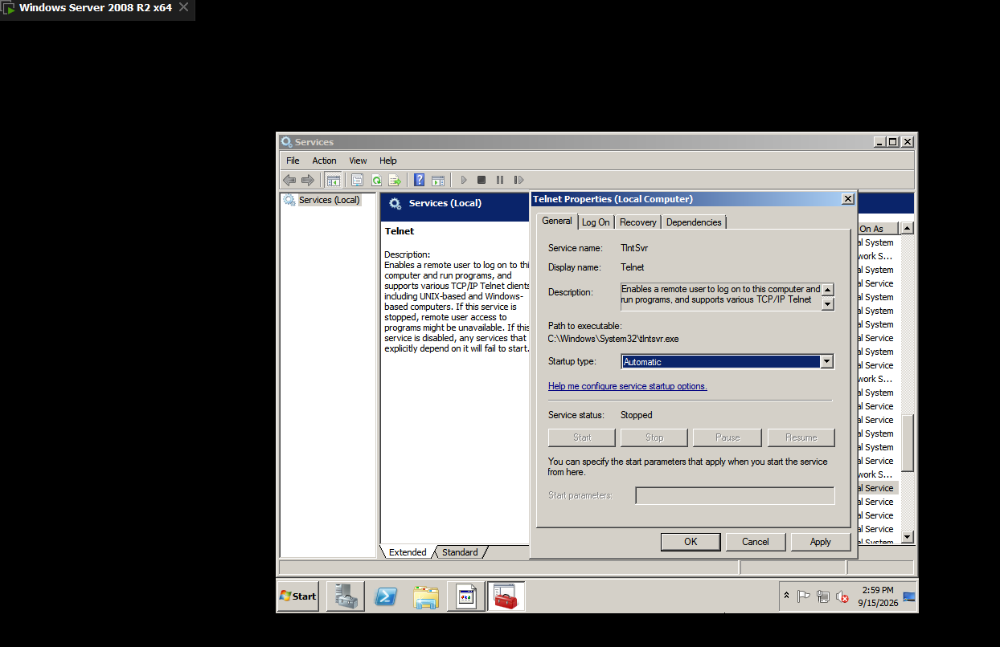 Windows Server 2008 R2 x64
Services
File Action View Help
Services (Local)
Services (Local)
Telnet
Description:
Enables a remote user to log on to thi
computer and run programs, and
supports various TCP/IP Telnet clients
including UNIX-based and Windows-
based computers. If this service is
stopped, remote user access to
programs might be unavailable. If this
service is disabled, any services that
explicitly depend on it will fail to start.
Extended Standard
Telnet Properties (Local Computer)
General Log On Recovery Dependencies
Service name: TlntSvr
Display name: Telnet
Description: Enables a remote user to log on to this computer and
run programs, and supports various TCP/IP Telnet
Path to executable:
C:\Windows\System32\tlntsvr.exe
Startup type: Automatic
Help me configure service startup options.
Service status: Stopped
Start Stop Pause Resume
You can specify the start parameters that apply when you start the service
from here.
Start parameters:
OK Cancel Apply
On As
al System
work S...
al System
al Service
al System
al System
al System
al Service
al System
al Service
work S...
al System
al Service
al Service
al System
al System
al Service
work S...
al Service
al Service
al Service
al Service
al System
Start
2:59 PM
9/15/2026